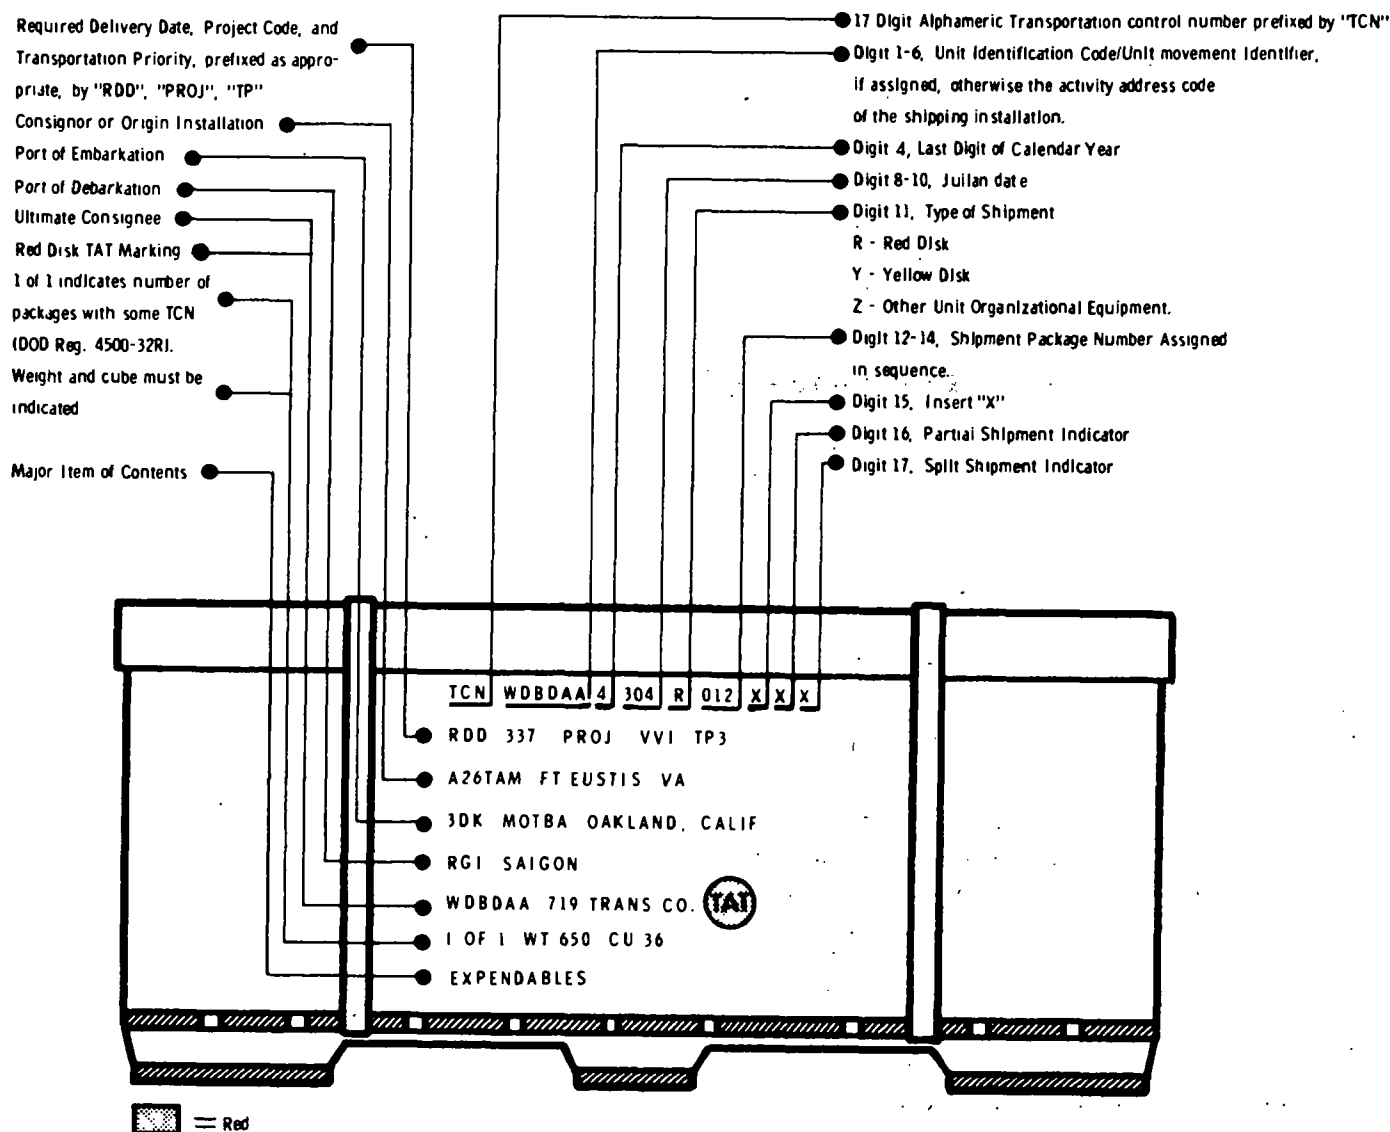 Required Delivery Date, Project Code, and
Transportation Priority, prefixed as appro-
priate, by "RDD", "PROJ", "TP"
Consignor or Origin Installation
Port of Embarkation
Port of Debarkation
Ultimate Consignee
Red Disk TAT Marking
1 of 1 indicates number of
packages with some TCN
(DOD Reg. 4500-32R).
Weight and cube must be
indicated
Major Item of Contents
17 Digit Alphameric Transportation control number prefixed by "TCN"
Digit 1-6, Unit Identification Code/Unit movement Identifier,
if assigned, otherwise the activity address code
of the shipping installation.
Digit 4, Last Digit of Calendar Year
Digit 8-10, Juilan date
Digit 11, Type of Shipment
R - Red Disk
Y - Yellow Disk
Z - Other Unit Organizational Equipment.
Digit 12-14, Shipment Package Number Assigned
in sequence.
Digit 15, Insert "X"
Digit 16, Partial Shipment Indicator
Digit 17, Split Shipment Indicator
TCN WDBDAA 4 304 R 012 X X X
RDD 337 PROJ VVI TP3
A26TAM FT EUSTIS VA
3DK MOTBA OAKLAND, CALIF
RGI SAIGON
WDBDAA 719 TRANS CO. TAT
1 OF 1 WT 650 CU 36
EXPENDABLES
= Red